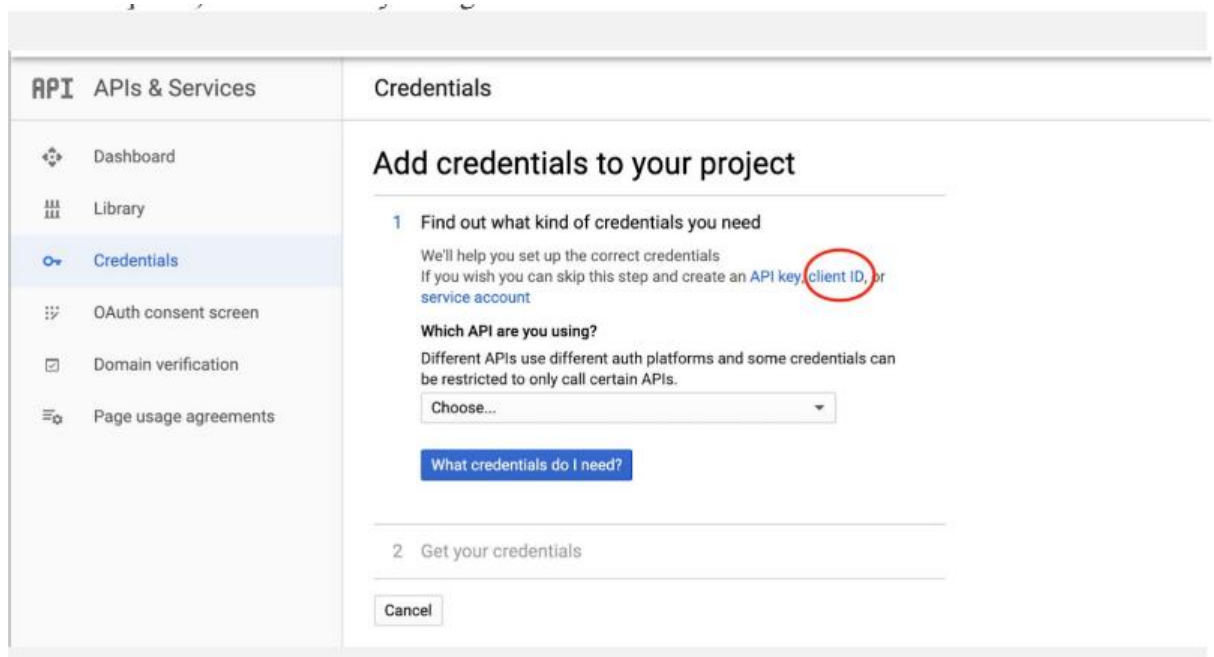 API APIs & Services
Credentials
Dashboard
Library
Credentials
OAuth consent screen
Domain verification
Page usage agreements
Add credentials to your project
1 Find out what kind of credentials you need
We'll help you set up the correct credentials
If you wish you can skip this step and create an API key, client ID, or
service account
Which API are you using?
Different APIs use different auth platforms and some credentials can
be restricted to only call certain APIs.
Choose...
What credentials do I need?
2 Get your credentials
Cancel